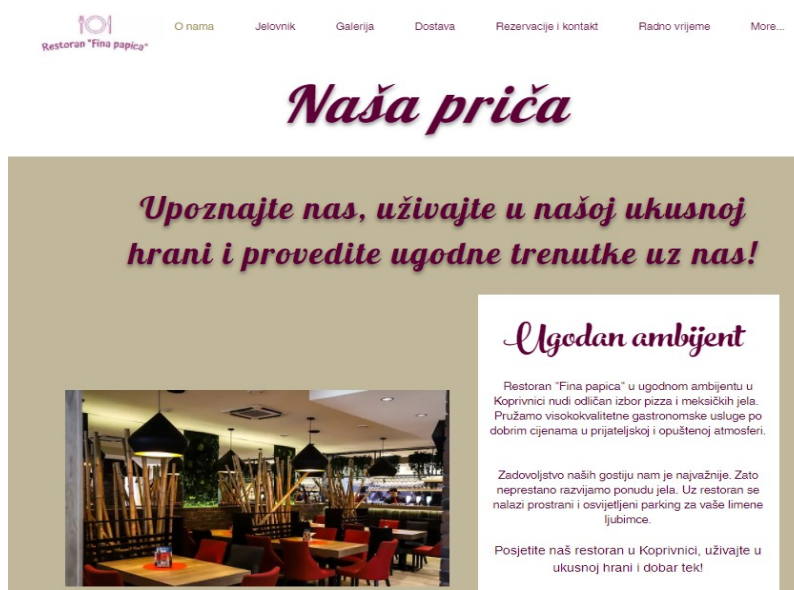 O nama Jelovnik Galerija Dostava Rezervacije i kontakt Radno vrijeme More...
Restoran "Fina papica"
Naša priča
Upoznajte nas, uživajte u našoj ukusnoj
hrani i provedite ugodne trenutke uz nas!
Ugodan ambijent
Restoran "Fina papica" u ugodnom ambijentu u
Koprivnici nudi odličan izbor pizza i meksičkih jela.
Pružamo visokokvalitetne gastronomske usluge po
dobrim cijenama u prijateljskoj i opuštenoj atmosferi.
Zadovoljstvo naših gostiju nam je najvažnije. Zato
neprestano razvijamo ponudu jela. Uz restoran se
nalazi prostrani i osvijetljeni parking za vaše limene
ljubimce.
Posjetite naš restoran u Koprivnici, uživajte u
ukusnoj hrani i dobar tek!